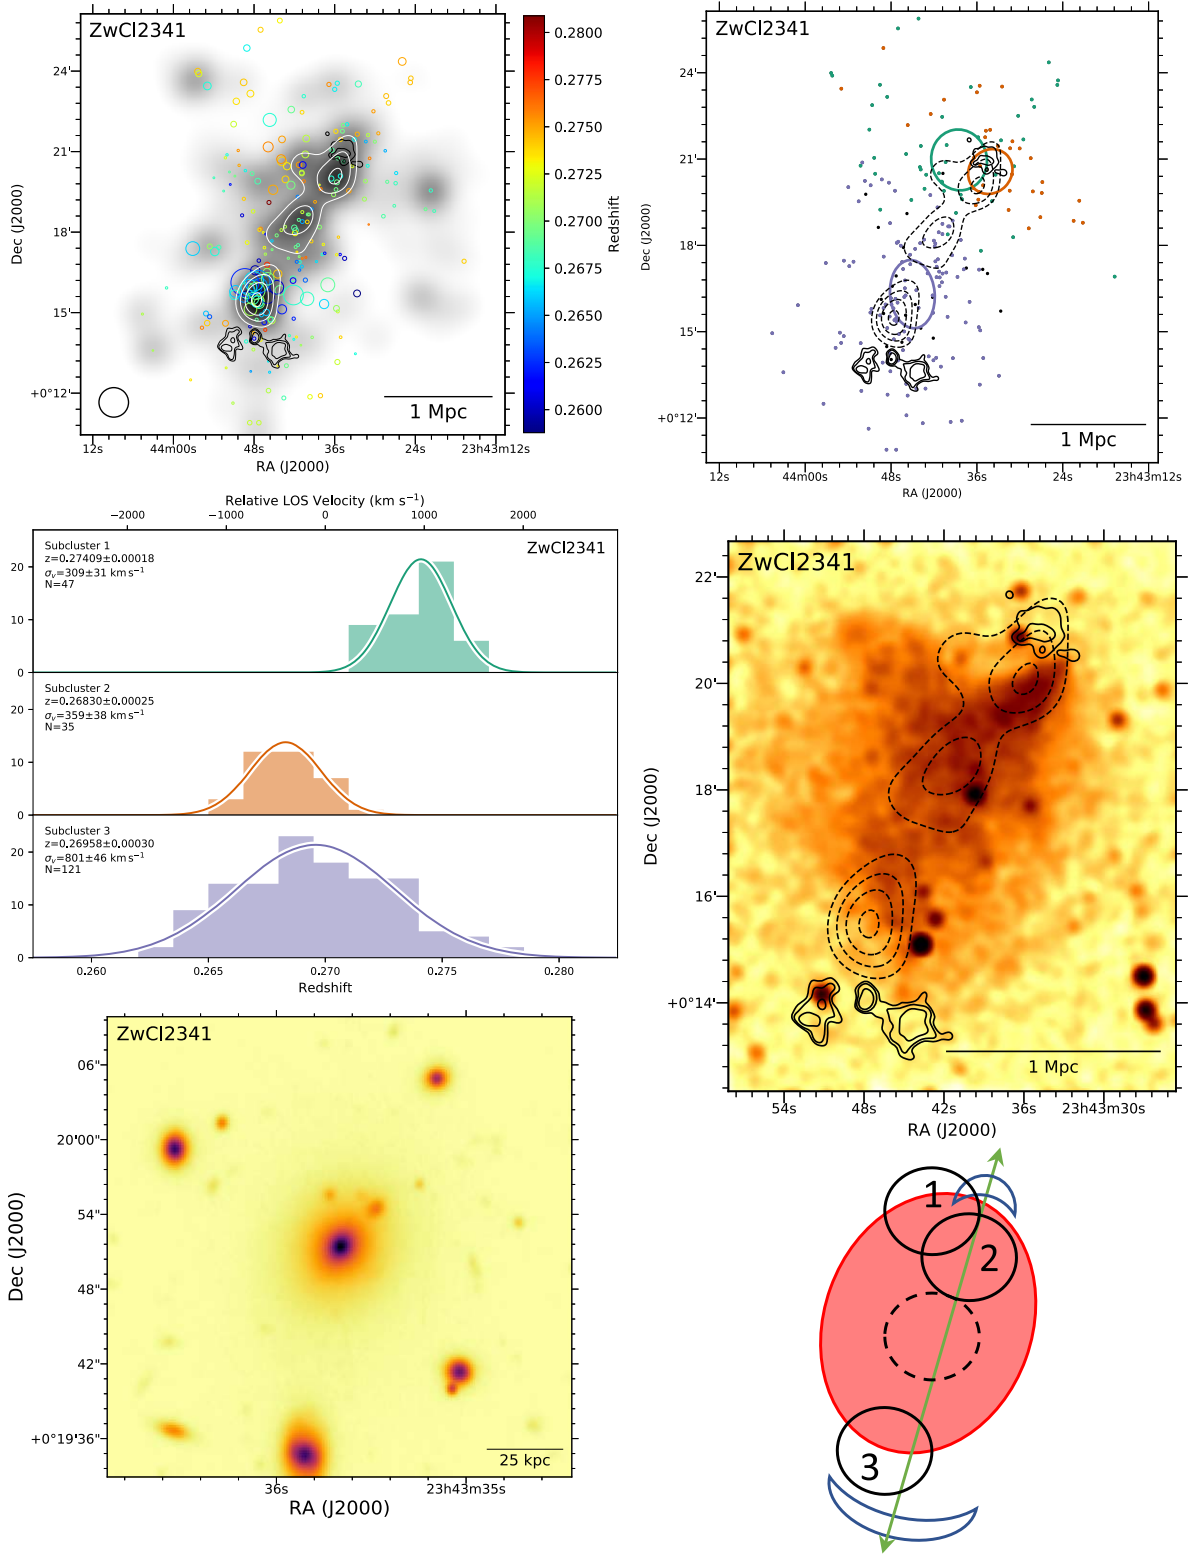 ZwCl2341
24'
21'
18'
15'
+0°12'
Dec (J2000)
1 Mpc
12s
44m00s
48s
36s
24s
23h43m12s
RA (J2000)
0.2800
0.2775
0.2750
0.2725
0.2700
0.2675
0.2650
0.2625
0.2600
Redshift
ZwCl2341
24'
21'
18'
15'
+0°12'
Dec (J2000)
1 Mpc
12s
44m00s
48s
36s
24s
23h43m12s
RA (J2000)
Relative LOS Velocity (km s⁻¹)
−2000
−1000
0
1000
2000
ZwCl2341
Subcluster 1
z=0.27409±0.00018
σᵥ=309±31 km s⁻¹
N=47
20
10
0
Subcluster 2
z=0.26830±0.00025
σᵥ=359±38 km s⁻¹
N=35
20
10
0
Subcluster 3
z=0.26958±0.00030
σᵥ=801±46 km s⁻¹
N=121
20
10
0
0.260
0.265
0.270
0.275
0.280
Redshift
ZwCl2341
22'
20'
18'
16'
+0°14'
Dec (J2000)
1 Mpc
54s
48s
42s
36s
23h43m30s
RA (J2000)
ZwCl2341
06"
20'00"
54"
48"
42"
+0°19'36"
Dec (J2000)
25 kpc
36s
23h43m35s
RA (J2000)
1
2
3